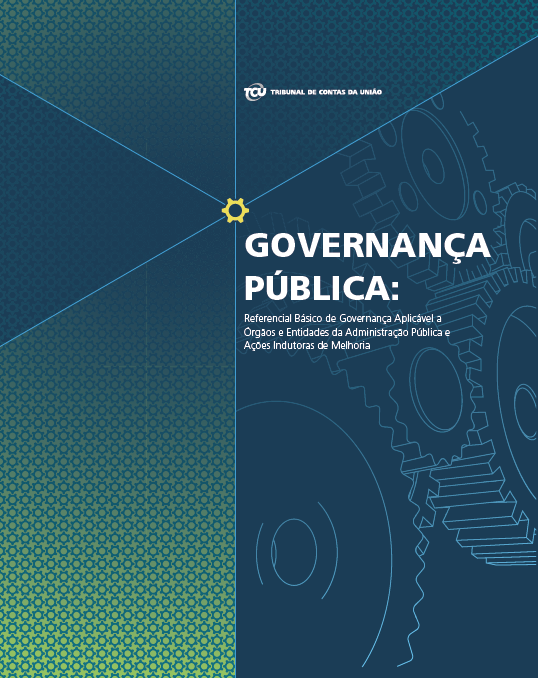 TCU TRIBUNAL DE CONTAS DA UNIÃO
GOVERNANÇA
PÚBLICA:
Referencial Básico de Governança Aplicável a
Órgãos e Entidades da Administração Pública e
Ações Indutoras de Melhoria